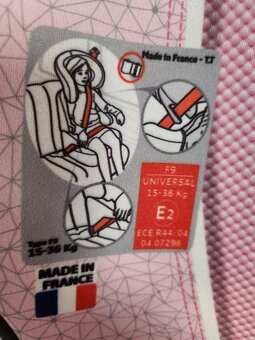 Made in France - TT
F9
UNIVERSAL
15-36 Kg
E2
ECE R44/04
04 07296
Type F9
15-36 Kg
MADE IN
FRANCE